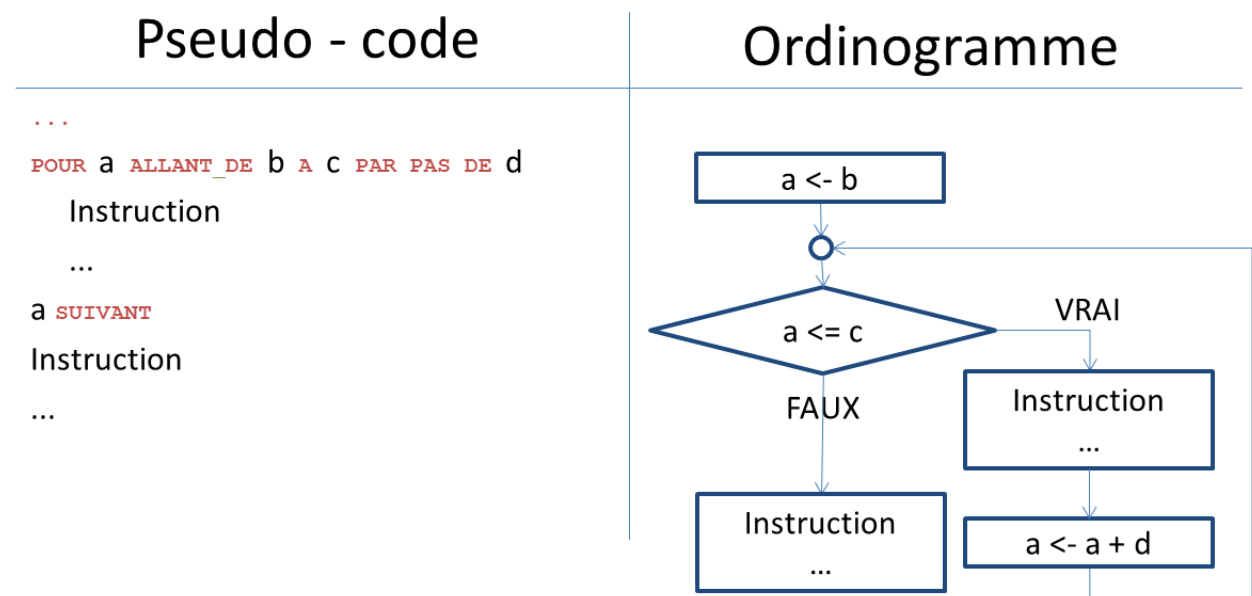 Pseudo - code
...
POUR a ALLANT_DE b A c PAR PAS DE d
Instruction
...
a SUIVANT
Instruction
...
Ordinogramme
a <- b
a <= c
VRAI
FAUX
Instruction
...
Instruction
...
a <- a + d